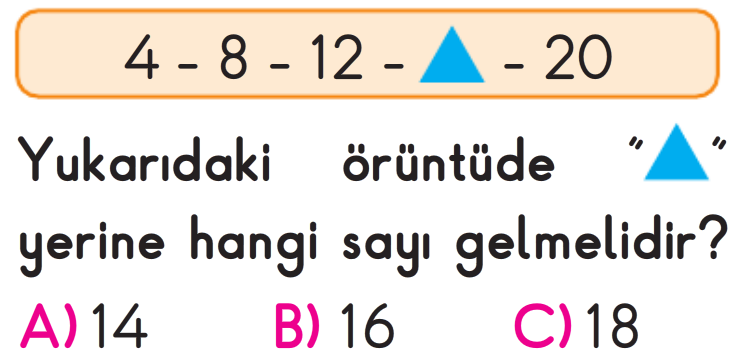 4 - 8 - 12 - ▲ - 20
Yukarıdaki örüntüde "▲"
yerine hangi sayı gelmelidir?
A) 14 B) 16 C) 18